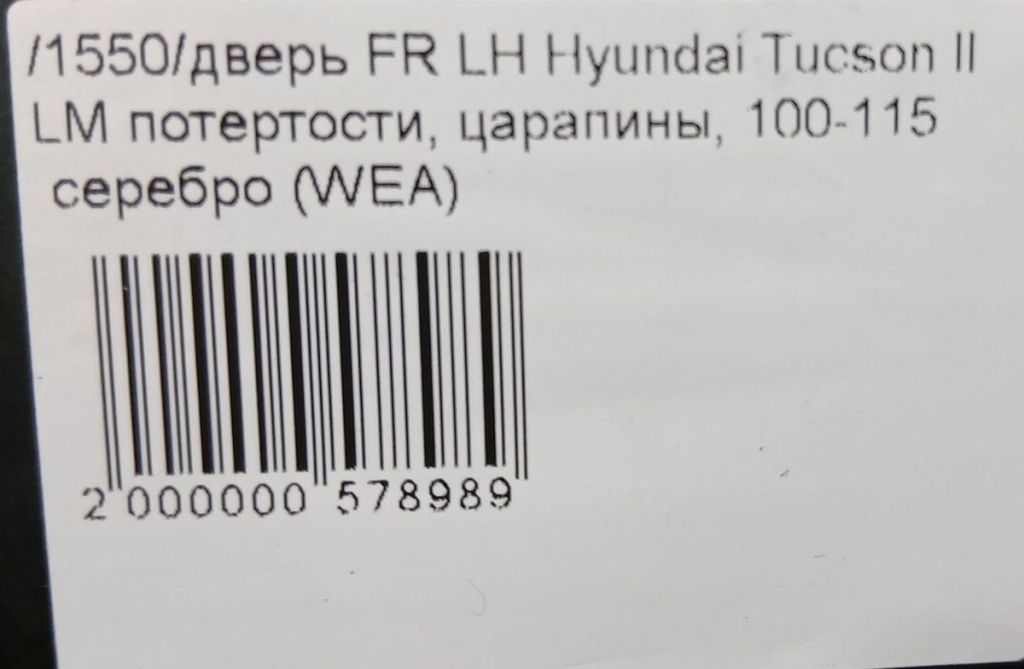 /1550/дверь FR LH Hyundai Tucson II
LM потертости, царапины, 100-115
серебро (WEA)
2 000000 578989